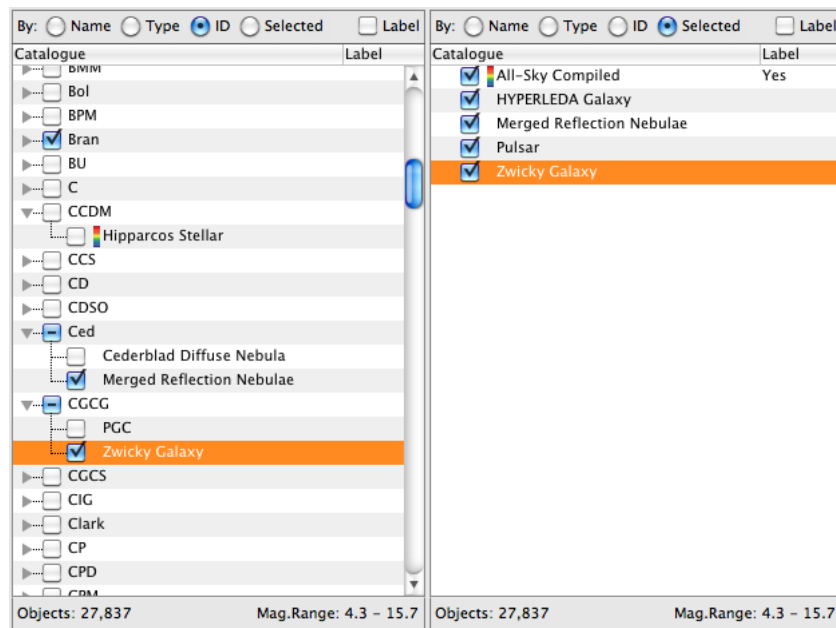 By: Name Type ID Selected Label
Catalogue Label
BMM
Bol
BPM
Bran
BU
C
CCDM
Hipparcos Stellar
CCS
CD
CDSO
Ced
Cederblad Diffuse Nebula
Merged Reflection Nebulae
CGCG
PGC
Zwicky Galaxy
CGCS
CIG
Clark
CP
CPD
CPM
Objects: 27,837 Mag.Range: 4.3 – 15.7
By: Name Type ID Selected Label
Catalogue Label
All-Sky Compiled Yes
HYPERLEDA Galaxy
Merged Reflection Nebulae
Pulsar
Zwicky Galaxy
Objects: 27,837 Mag.Range: 4.3 – 15.7